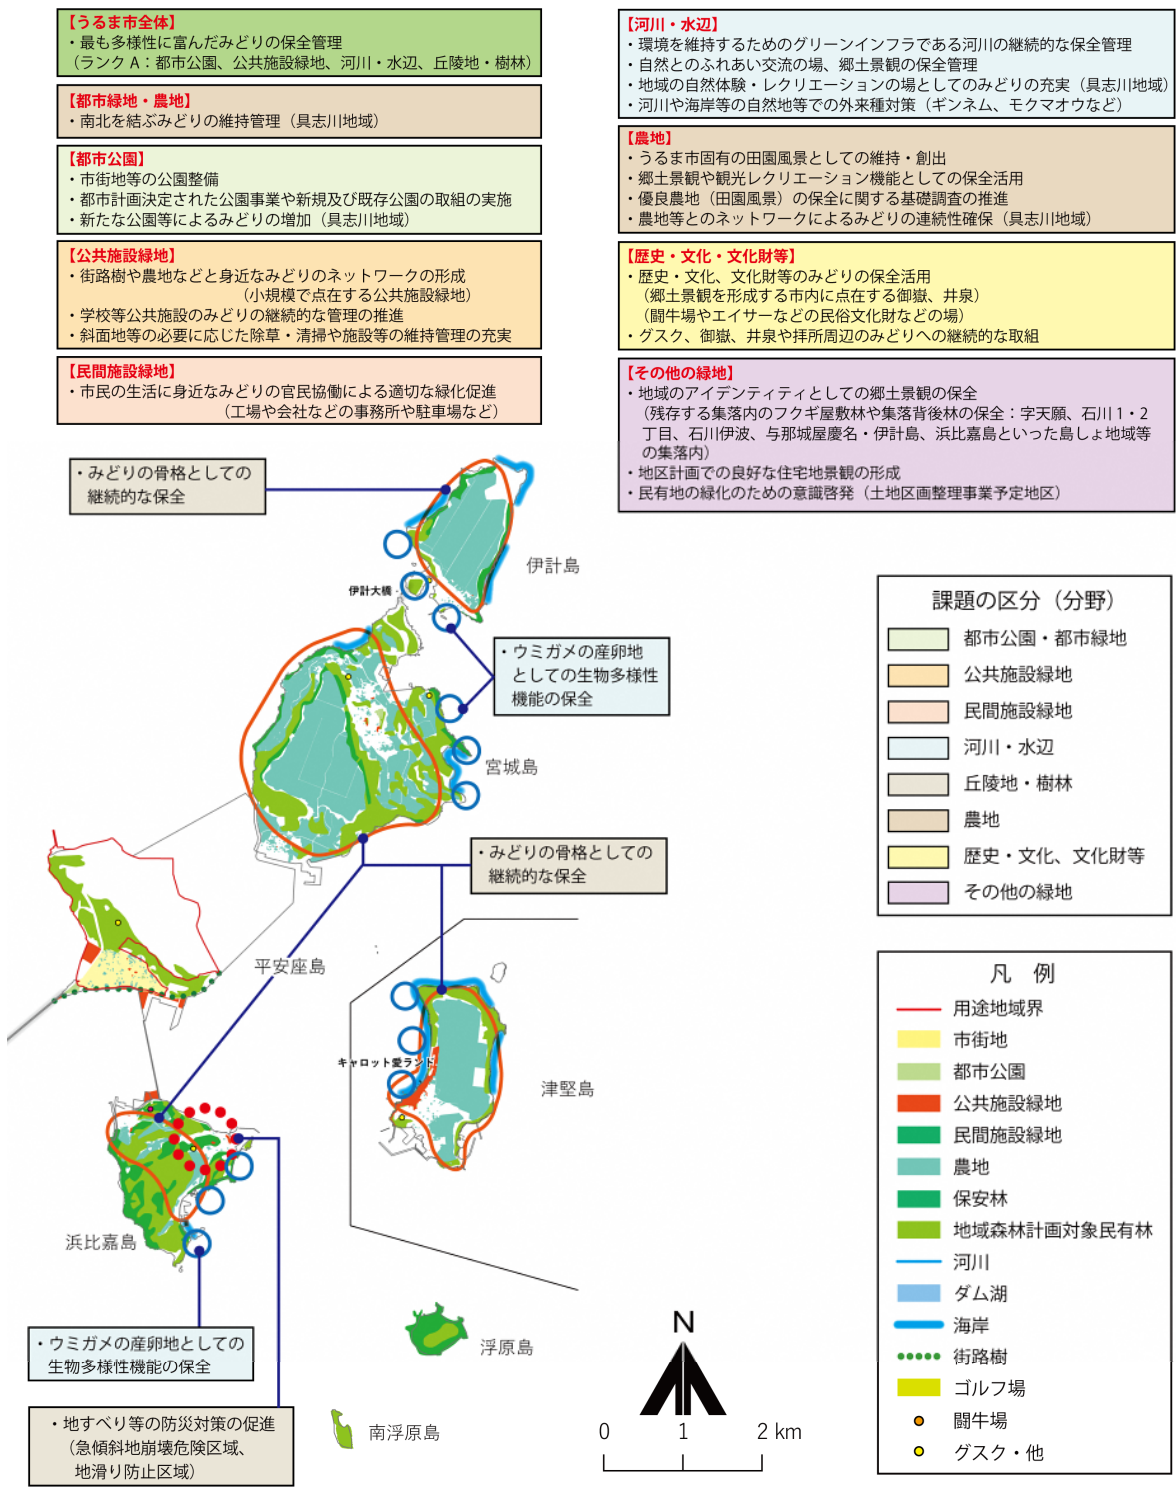 【うるま市全体】
・最も多様性に富んだみどりの保全管理
（ランク A：都市公園、公共施設緑地、河川・水辺、丘陵地・樹林）
【都市緑地・農地】
・南北を結ぶみどりの維持管理（具志川地域）
【都市公園】
・市街地等の公園整備
・都市計画決定された公園事業や新規及び既存公園の取組の実施
・新たな公園等によるみどりの増加（具志川地域）
【公共施設緑地】
・街路樹や農地などと身近なみどりのネットワークの形成
（小規模で点在する公共施設緑地）
・学校等公共施設のみどりの継続的な管理の推進
・斜面地等の必要に応じた除草・清掃や施設等の維持管理の充実
【民間施設緑地】
・市民の生活に身近なみどりの官民協働による適切な緑化促進
（工場や会社などの事務所や駐車場など）
【河川・水辺】
・環境を維持するためのグリーンインフラである河川の継続的な保全管理
・自然とのふれあい交流の場、郷土景観の保全管理
・地域の自然体験・レクリエーションの場としてのみどりの充実（具志川地域）
・河川や海岸等の自然地等での外来種対策（ギンネム、モクマオウなど）
【農地】
・うるま市固有の田園風景としての維持・創出
・郷土景観や観光レクリエーション機能としての保全活用
・優良農地（田園風景）の保全に関する基礎調査の推進
・農地等とのネットワークによるみどりの連続性確保（具志川地域）
【歴史・文化・文化財等】
・歴史・文化、文化財等のみどりの保全活用
（郷土景観を形成する市内に点在する御嶽、井泉）
（闘牛場やエイサーなどの民俗文化財などの場）
・グスク、御嶽、井泉や拝所周辺のみどりへの継続的な取組
【その他の緑地】
・地域のアイデンティティとしての郷土景観の保全
（残存する集落内のフクギ屋敷林や集落背後林の保全：字天願、石川 1・2
丁目、石川伊波、与那城屋慶名・伊計島、浜比嘉島といった島しょ地域等
の集落内）
・地区計画での良好な住宅地景観の形成
・民有地の緑化のための意識啓発（土地区画整理事業予定地区）
・みどりの骨格としての
継続的な保全
伊計島
伊計大橋
・ウミガメの産卵地
としての生物多様性
機能の保全
宮城島
・みどりの骨格としての
継続的な保全
平安座島
キャロット愛ランド
津堅島
浜比嘉島
・ウミガメの産卵地としての
生物多様性機能の保全
・地すべり等の防災対策の促進
（急傾斜地崩壊危険区域、
地滑り防止区域）
浮原島
南浮原島
N
0 1 2 km
課題の区分（分野）
都市公園・都市緑地
公共施設緑地
民間施設緑地
河川・水辺
丘陵地・樹林
農地
歴史・文化、文化財等
その他の緑地
凡 例
用途地域界
市街地
都市公園
公共施設緑地
民間施設緑地
農地
保安林
地域森林計画対象民有林
河川
ダム湖
海岸
街路樹
ゴルフ場
闘牛場
グスク・他